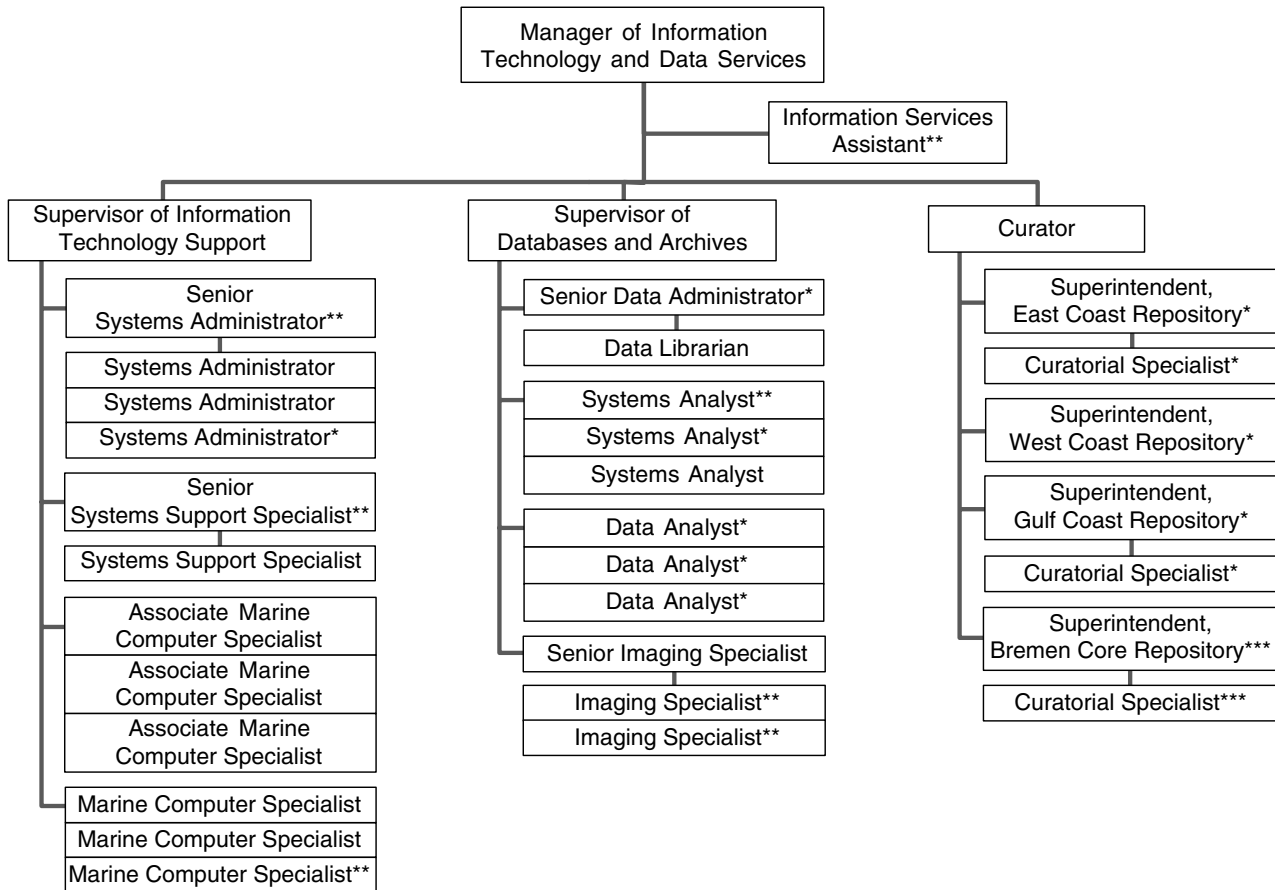 Manager of Information
Technology and Data Services
Information Services
Assistant**
Supervisor of Information
Technology Support
Senior
Systems Administrator**
Systems Administrator
Systems Administrator
Systems Administrator*
Senior
Systems Support Specialist**
Systems Support Specialist
Associate Marine
Computer Specialist
Associate Marine
Computer Specialist
Associate Marine
Computer Specialist
Marine Computer Specialist
Marine Computer Specialist
Marine Computer Specialist**
Supervisor of
Databases and Archives
Senior Data Administrator*
Data Librarian
Systems Analyst**
Systems Analyst*
Systems Analyst
Data Analyst*
Data Analyst*
Data Analyst*
Senior Imaging Specialist
Imaging Specialist**
Imaging Specialist**
Curator
Superintendent,
East Coast Repository*
Curatorial Specialist*
Superintendent,
West Coast Repository*
Superintendent,
Gulf Coast Repository*
Curatorial Specialist*
Superintendent,
Bremen Core Repository***
Curatorial Specialist***